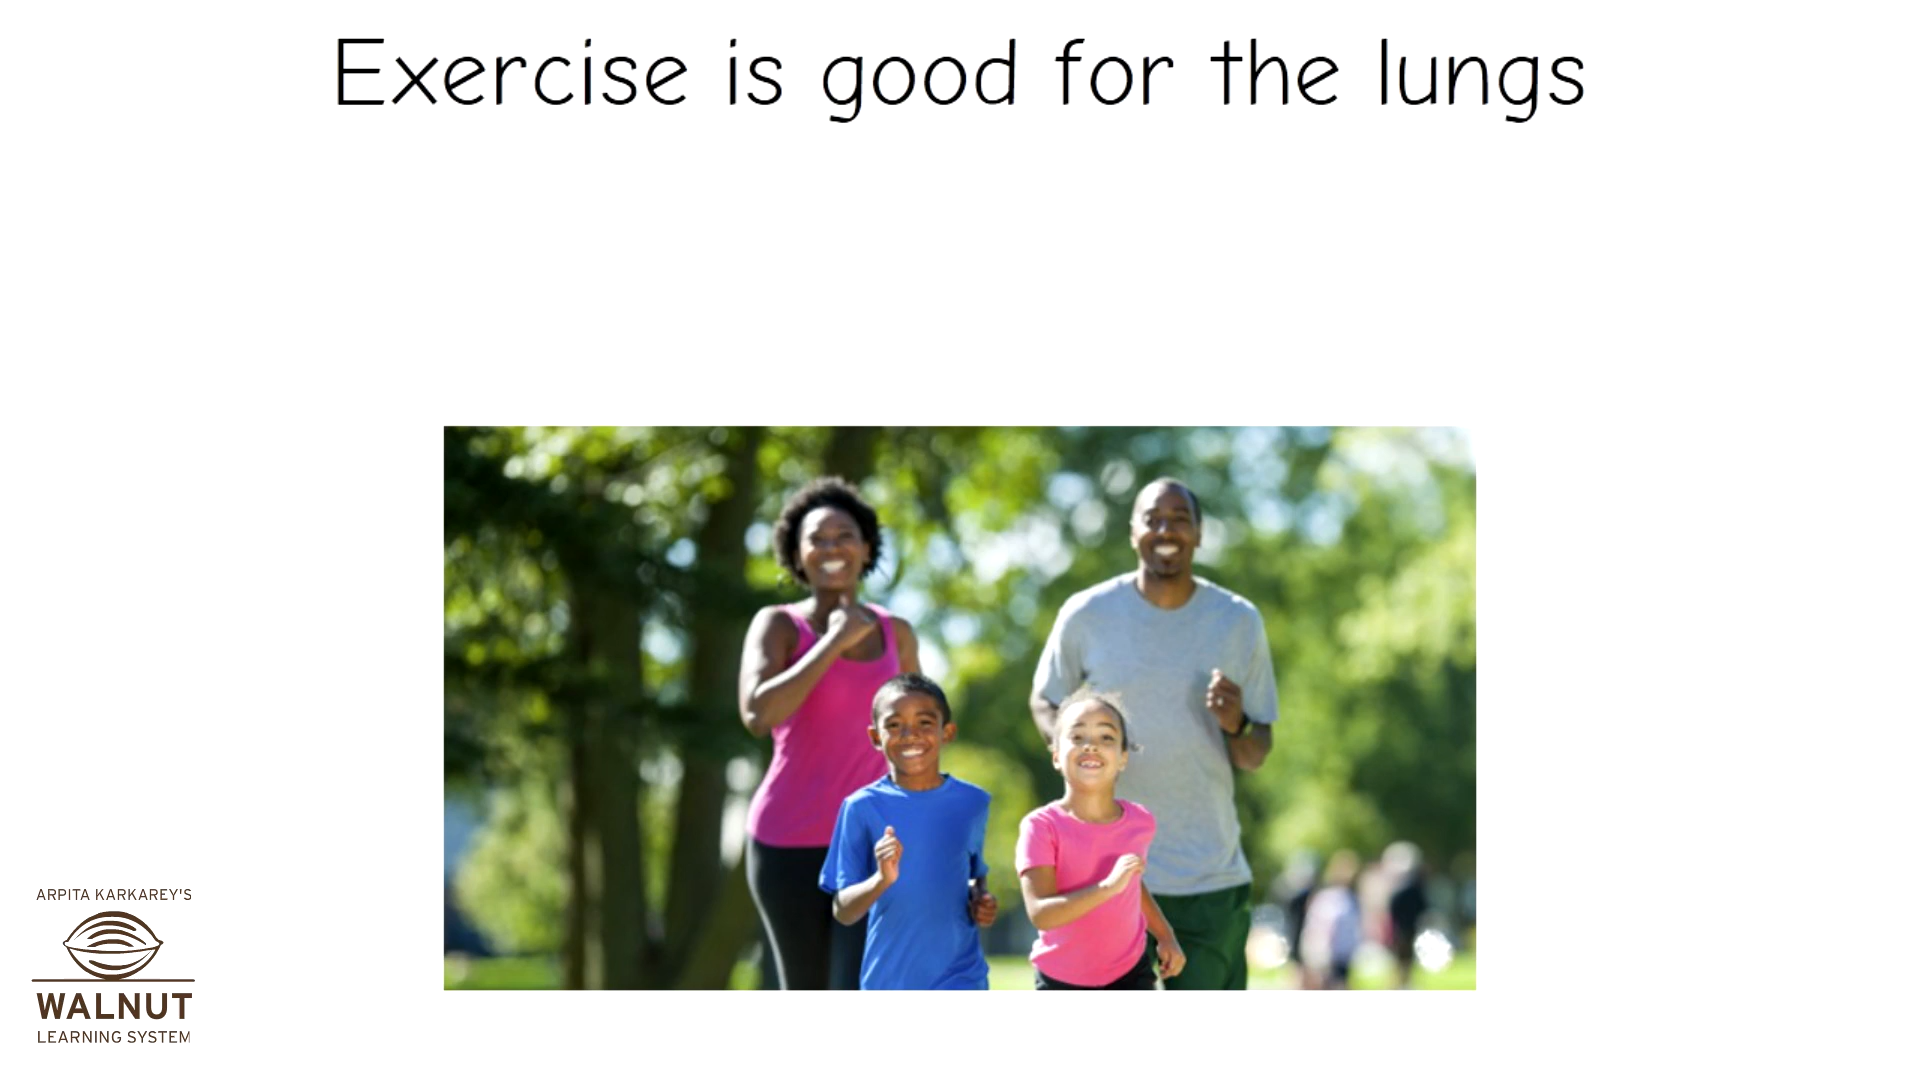 Exercise is good for the lungs
ARPITA KARKAREY'S
WALNUT
LEARNING SYSTEM